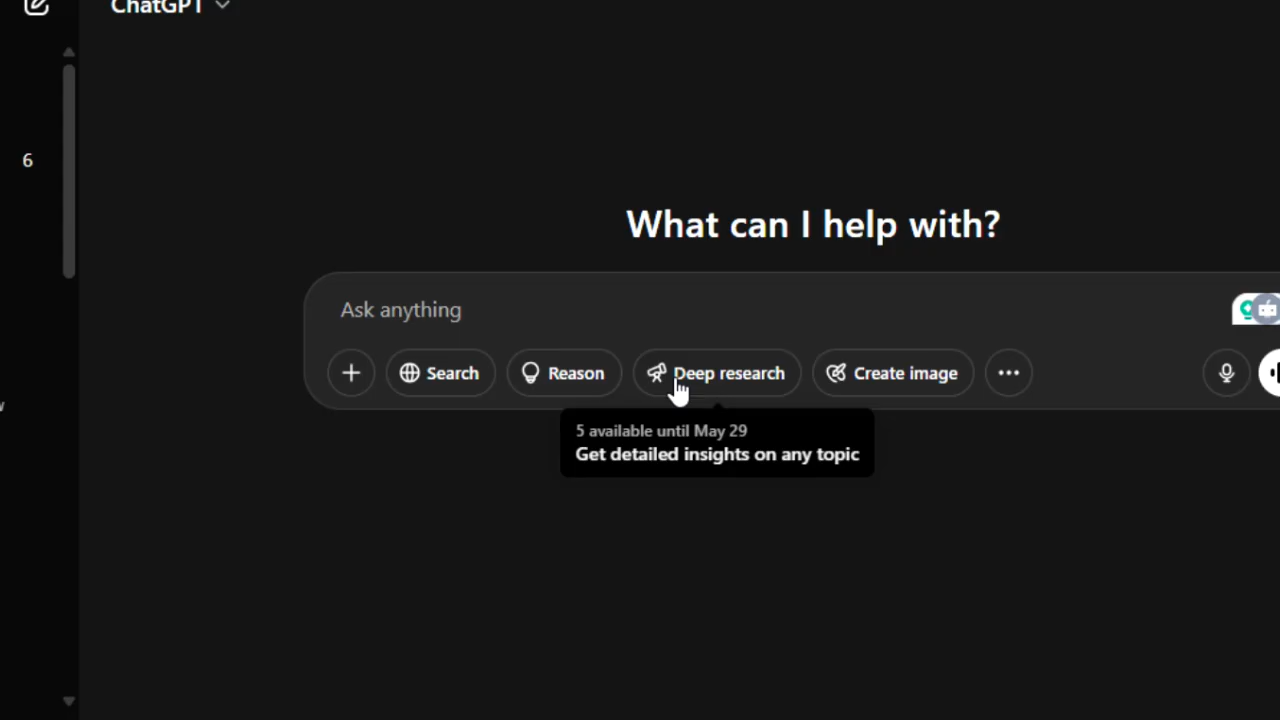 ChatGPT
6
What can I help with?
Ask anything
Search
Reason
Deep research
Create image
w
5 available until May 29
Get detailed insights on any topic